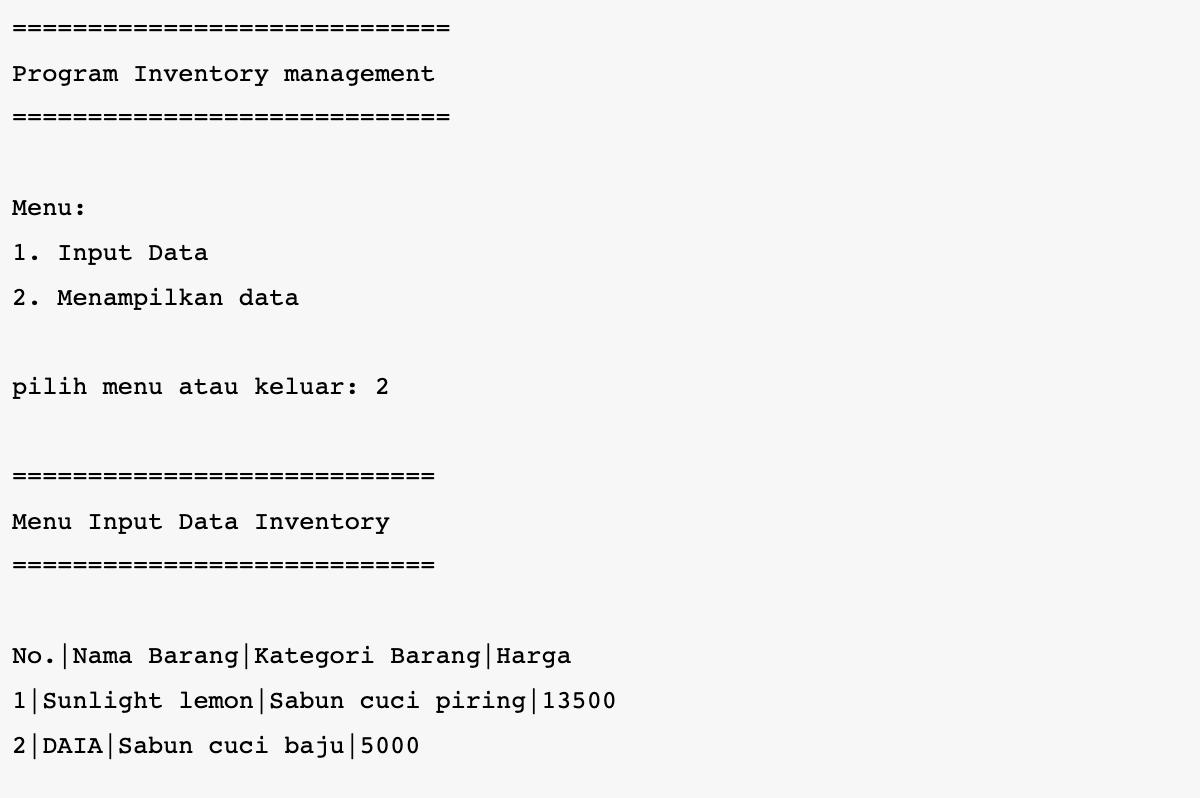 =============================
Program Inventory management
=============================
Menu:
1. Input Data
2. Menampilkan data
pilih menu atau keluar: 2
============================
Menu Input Data Inventory
============================
No.|Nama Barang|Kategori Barang|Harga
1|Sunlight lemon|Sabun cuci piring|13500
2|DAIA|Sabun cuci baju|5000